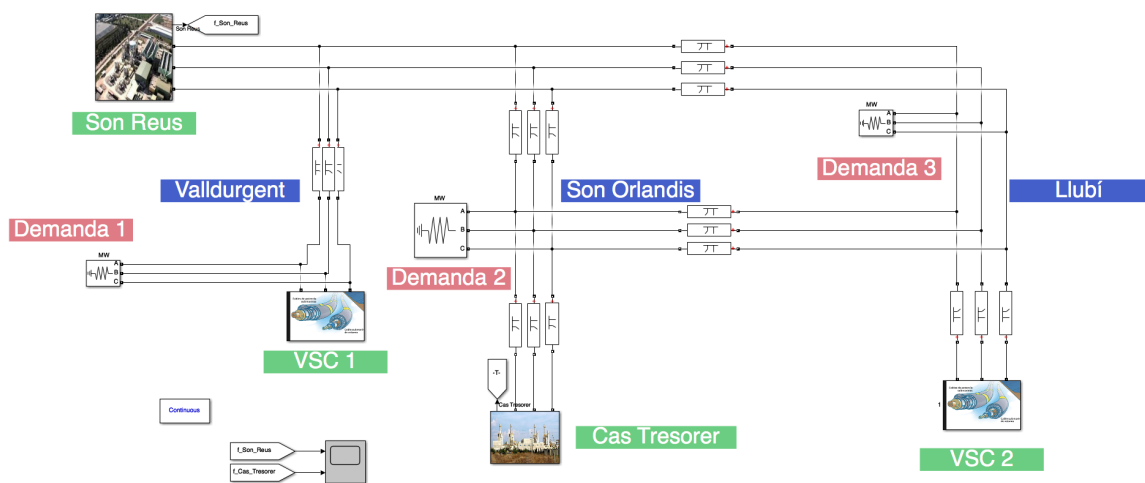 f_Son_Reus
Son Reus
Son Reus
MW
A
B
C
Demanda 3
Valldurgent
Son Orlandis
Llubí
MW
A
B
C
Demanda 1
MW
A
B
C
Demanda 2
VSC 1
-T-
Cas Tresorer
Continuous
1
Cas Tresorer
VSC 2
f_Son_Reus
f_Cas_Tresorer